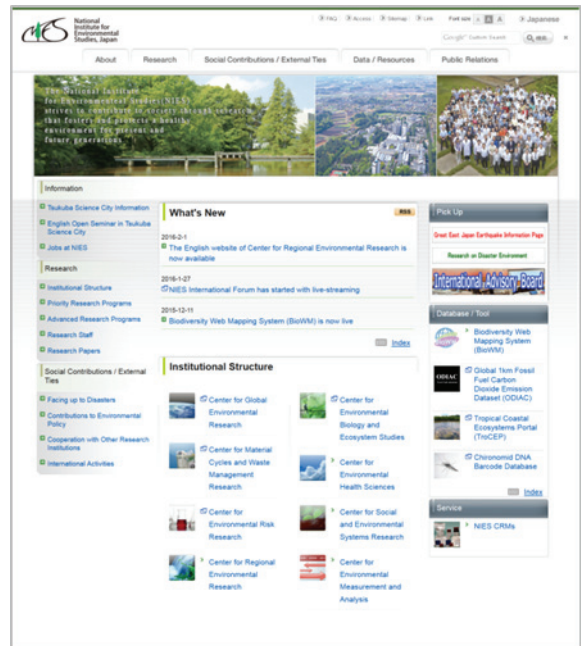 NIES
National
Institute for
Environmental
Studies, Japan
FAQ Access Sitemap Link Font size A A A Japanese
Google Custom Search
About Research Social Contributions / External Ties Data / Resources Public Relations
The National Institute
for Environmental Studies(NIES)
strives to contribute to society through research
that fosters and protects a healthy
environment for present and
future generations.
Information
Tsukuba Science City Information
English Open Seminar in Tsukuba
Science City
Jobs at NIES
Research
Institutional Structure
Priority Research Programs
Advanced Research Programs
Research Staff
Research Papers
Social Contributions / External
Ties
Facing up to Disasters
Contributions to Environmental
Policy
Cooperation with Other Research
Institutions
International Activities
What's New
RSS
2016-2-1
The English website of Center for Regional Environmental Research is
now available
2016-1-27
NIES International Forum has started with live-streaming
2015-12-11
Biodiversity Web Mapping System (BioWM) is now live
Index
Institutional Structure
Center for Global
Environmental
Research
Center for
Environmental
Biology and
Ecosystem Studies
Center for Material
Cycles and Waste
Management
Research
Center for
Environmental
Health Sciences
Center for
Environmental Risk
Research
Center for Social
and Environmental
Systems Research
Center for Regional
Environmental
Research
Center for
Environmental
Measurement and
Analysis
Pick Up
Great East Japan Earthquake Information Page
Research on Disaster Environment
International Advisory Board
Database / Tool
Biodiversity Web
Mapping System
(BioWM)
ODIAC
Global 1km Fossil
Fuel Carbon
Dioxide Emission
Dataset (ODIAC)
Tropical Coastal
Ecosystems Portal
(TroCEP)
Chironomid DNA
Barcode Database
Index
Service
NIES CRMs